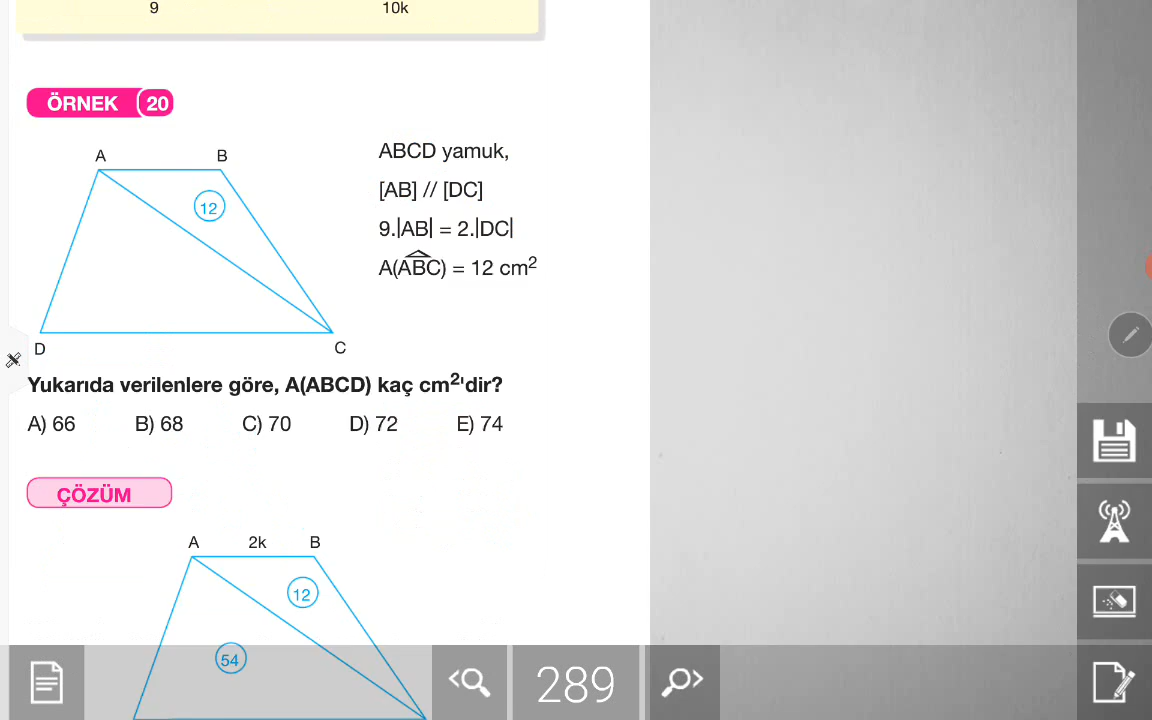 9 10k
ÖRNEK 20
A B
12
D C
ABCD yamuk,
[AB] // [DC]
9.|AB| = 2.|DC|
A(ABC) = 12 cm²
Yukarıda verilenlere göre, A(ABCD) kaç cm²'dir?
A) 66 B) 68 C) 70 D) 72 E) 74
ÇÖZÜM
A 2k B
12
54
289